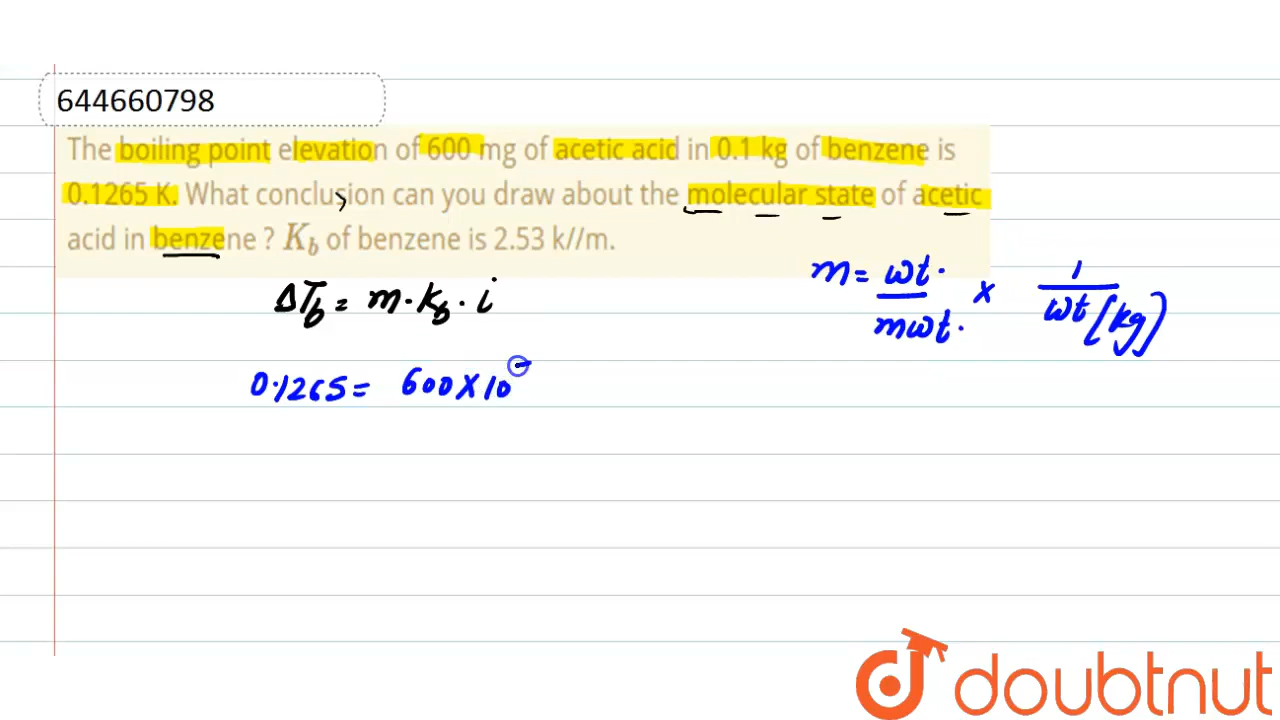 644660798
The boiling point elevation of 600 mg of acetic acid in 0.1 kg of benzene is
0.1265 K. What conclusion can you draw about the molecular state of acetic
acid in benzene ? K_b of benzene is 2.53 k//m.
ΔT_b = m·k_b·i
m = wt. / mwt. × 1 / wt (kg)
0.1265 = 600 × 10^-
doubtnut